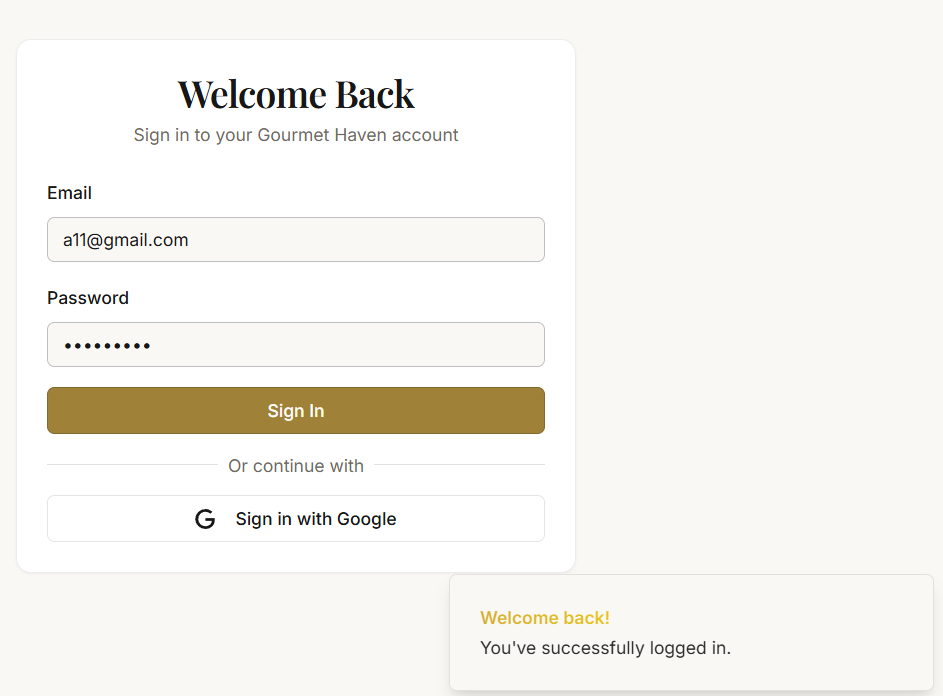 Welcome Back
Sign in to your Gourmet Haven account
Email
a11@gmail.com
Password
•••••••••
Sign In
Or continue with
G Sign in with Google
Welcome back!
You've successfully logged in.